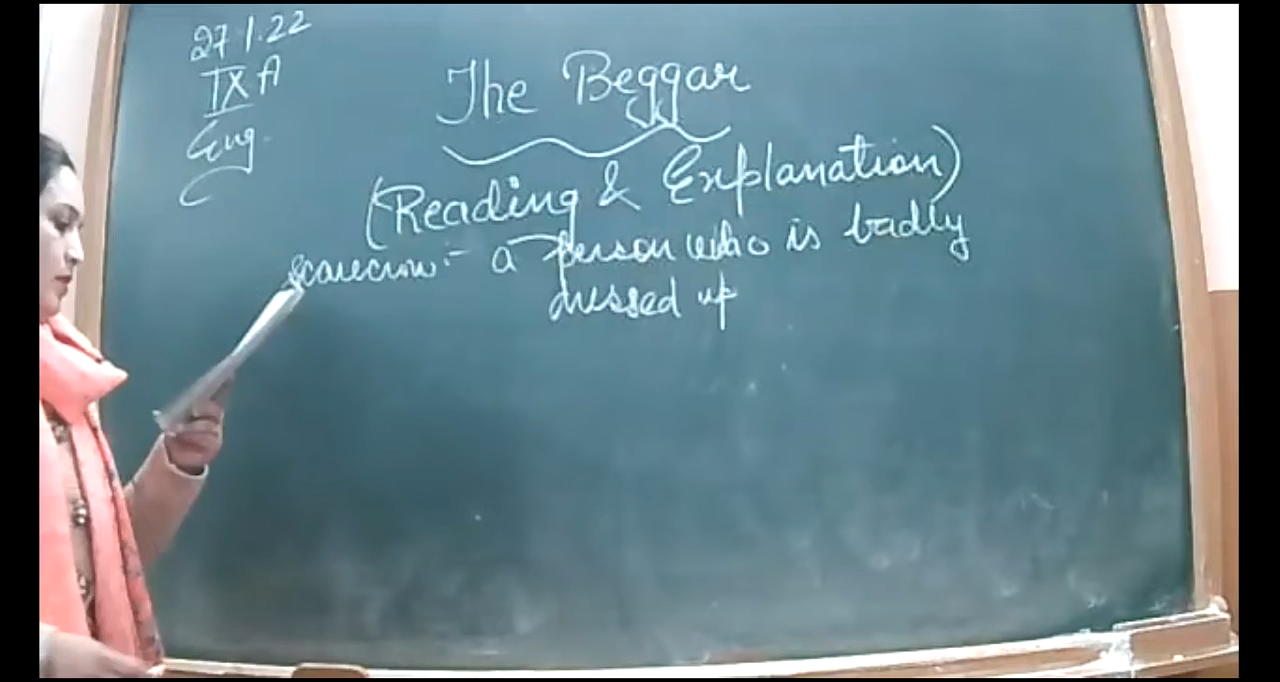 27.1.22
IX A
Eng.
The Beggar
(Reading & Explanation)
scarecrow:- a person who is badly
dressed up